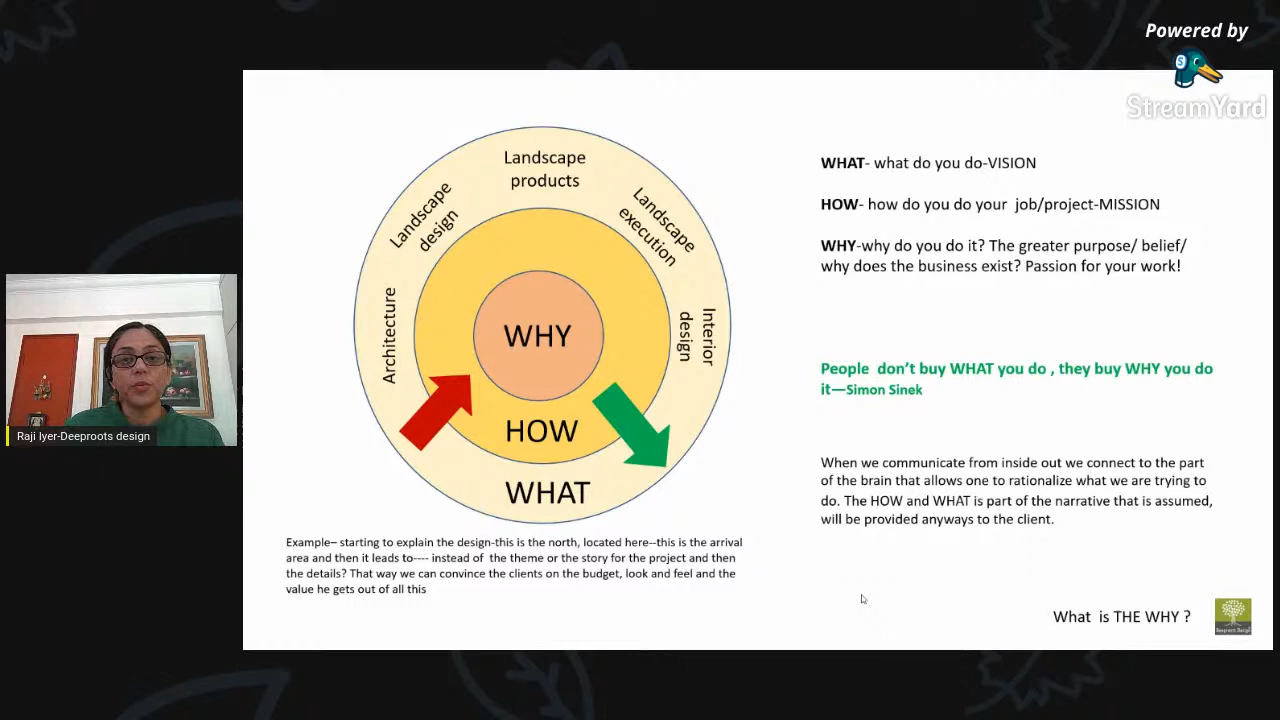 Powered by
StreamYard
Landscape
products
Landscape
design
Landscape
execution
Architecture
Interior
design
WHY
HOW
WHAT
WHAT- what do you do-VISION
HOW- how do you do your  job/project-MISSION
WHY-why do you do it? The greater purpose/ belief/
why does the business exist? Passion for your work!
People  don't buy WHAT you do , they buy WHY you do
it—Simon Sinek
When we communicate from inside out we connect to the part
of the brain that allows one to rationalize what we are trying to
do. The HOW and WHAT is part of the narrative that is assumed,
will be provided anyways to the client.
Example– starting to explain the design-this is the north, located here--this is the arrival
area and then it leads to---- instead of  the theme or the story for the project and then
the details? That way we can convince the clients on the budget, look and feel and the
value he gets out of all this
What  is THE WHY ?
Raji Iyer-Deeproots design